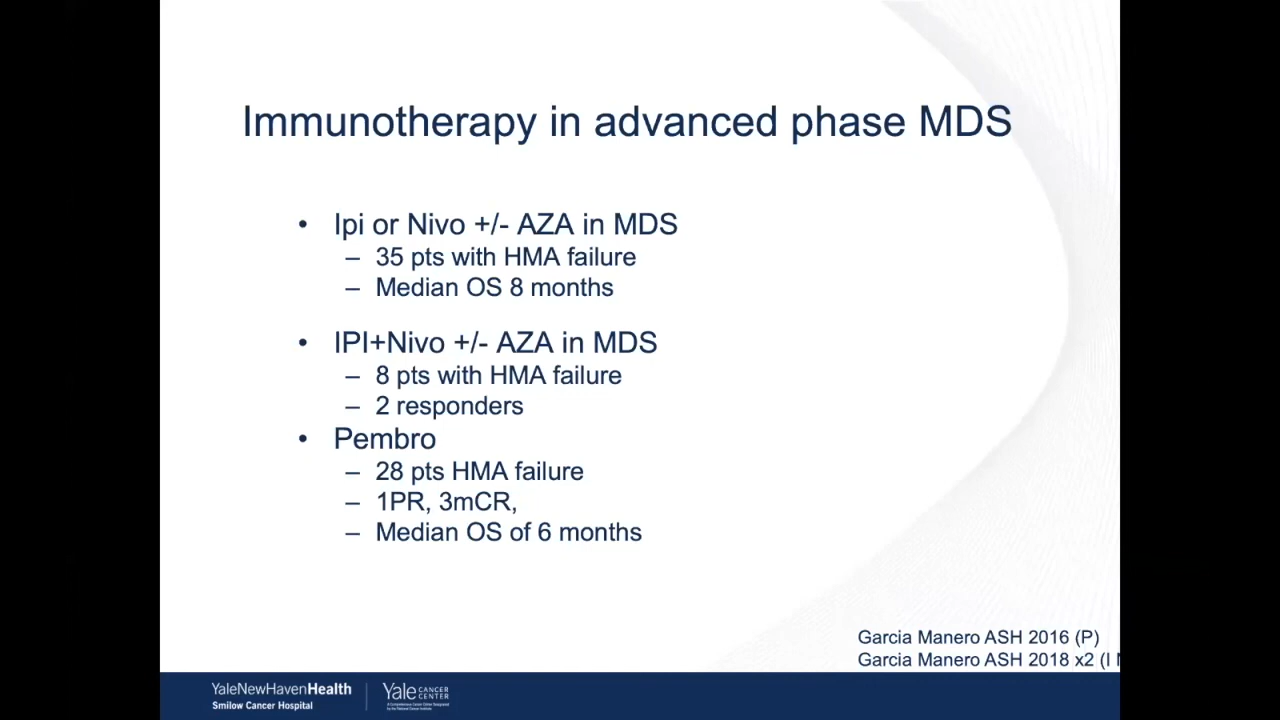 Immunotherapy in advanced phase MDS
• Ipi or Nivo +/- AZA in MDS
– 35 pts with HMA failure
– Median OS 8 months
• IPI+Nivo +/- AZA in MDS
– 8 pts with HMA failure
– 2 responders
• Pembro
– 28 pts HMA failure
– 1PR, 3mCR,
– Median OS of 6 months
Garcia Manero ASH 2016 (P)
Garcia Manero ASH 2018 x2 (I
YaleNewHavenHealth
Smilow Cancer Hospital
Yale CANCER CENTER